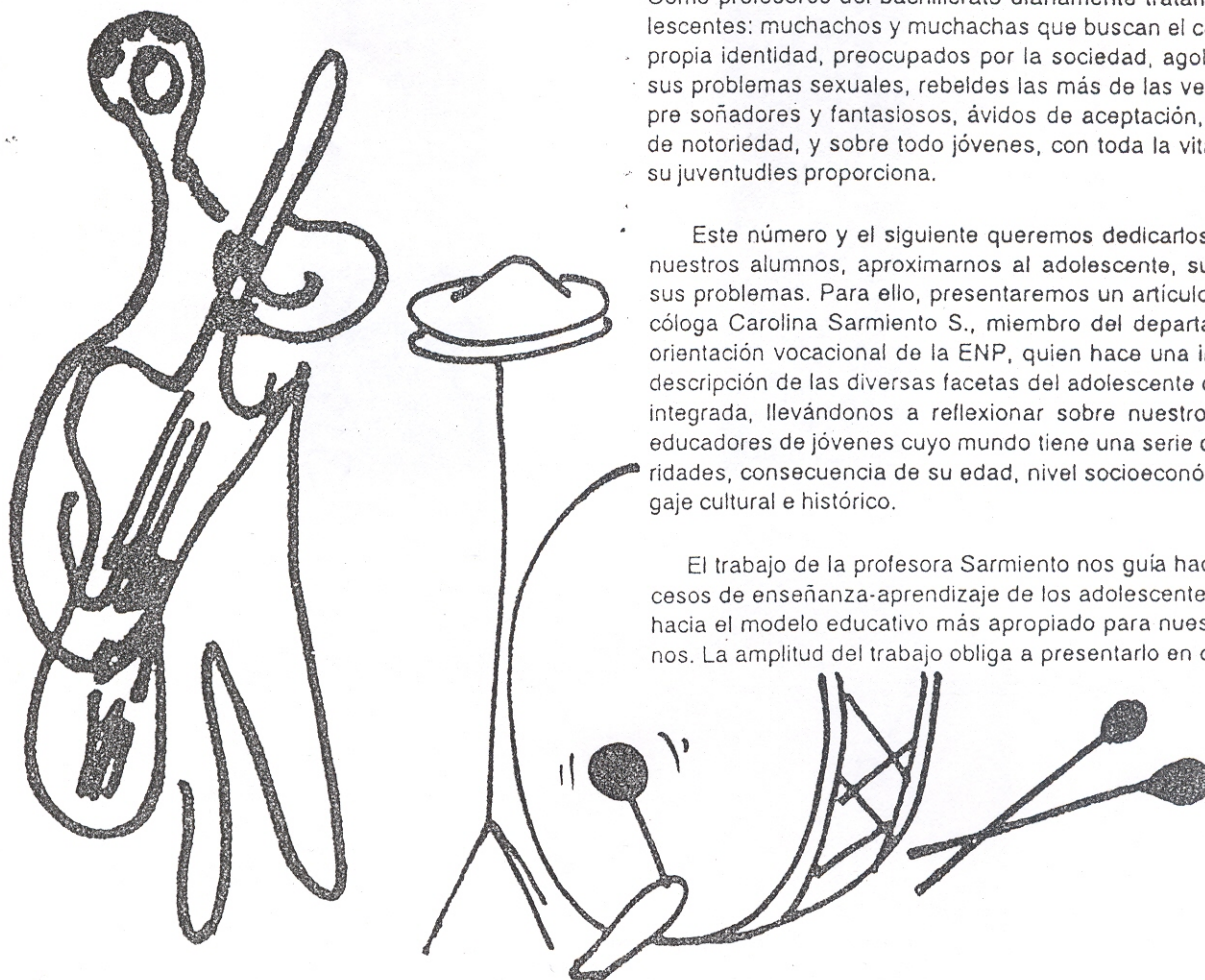 Como profesores del bachillerato diariamente tratan
lescentes: muchachos y muchachas que buscan el c
propia identidad, preocupados por la sociedad, agol
sus problemas sexuales, rebeldes las más de las ve
pre soñadores y fantasiosos, ávidos de aceptación,
de notoriedad, y sobre todo jóvenes, con toda la vita
su juventudles proporciona.
Este número y el siguiente queremos dedicarlos
nuestros alumnos, aproximarnos al adolescente, su
sus problemas. Para ello, presentaremos un artículo
cóloga Carolina Sarmiento S., miembro del departa
orientación vocacional de la ENP, quien hace una i
descripción de las diversas facetas del adolescente
integrada, llevándonos a reflexionar sobre nuestro
educadores de jóvenes cuyo mundo tiene una serie
ridades, consecuencia de su edad, nivel socioeconó
gaje cultural e histórico.
El trabajo de la profesora Sarmiento nos guía hac
cesos de enseñanza-aprendizaje de los adolescente
hacia el modelo educativo más apropiado para nues
nos. La amplitud del trabajo obliga a presentarlo en